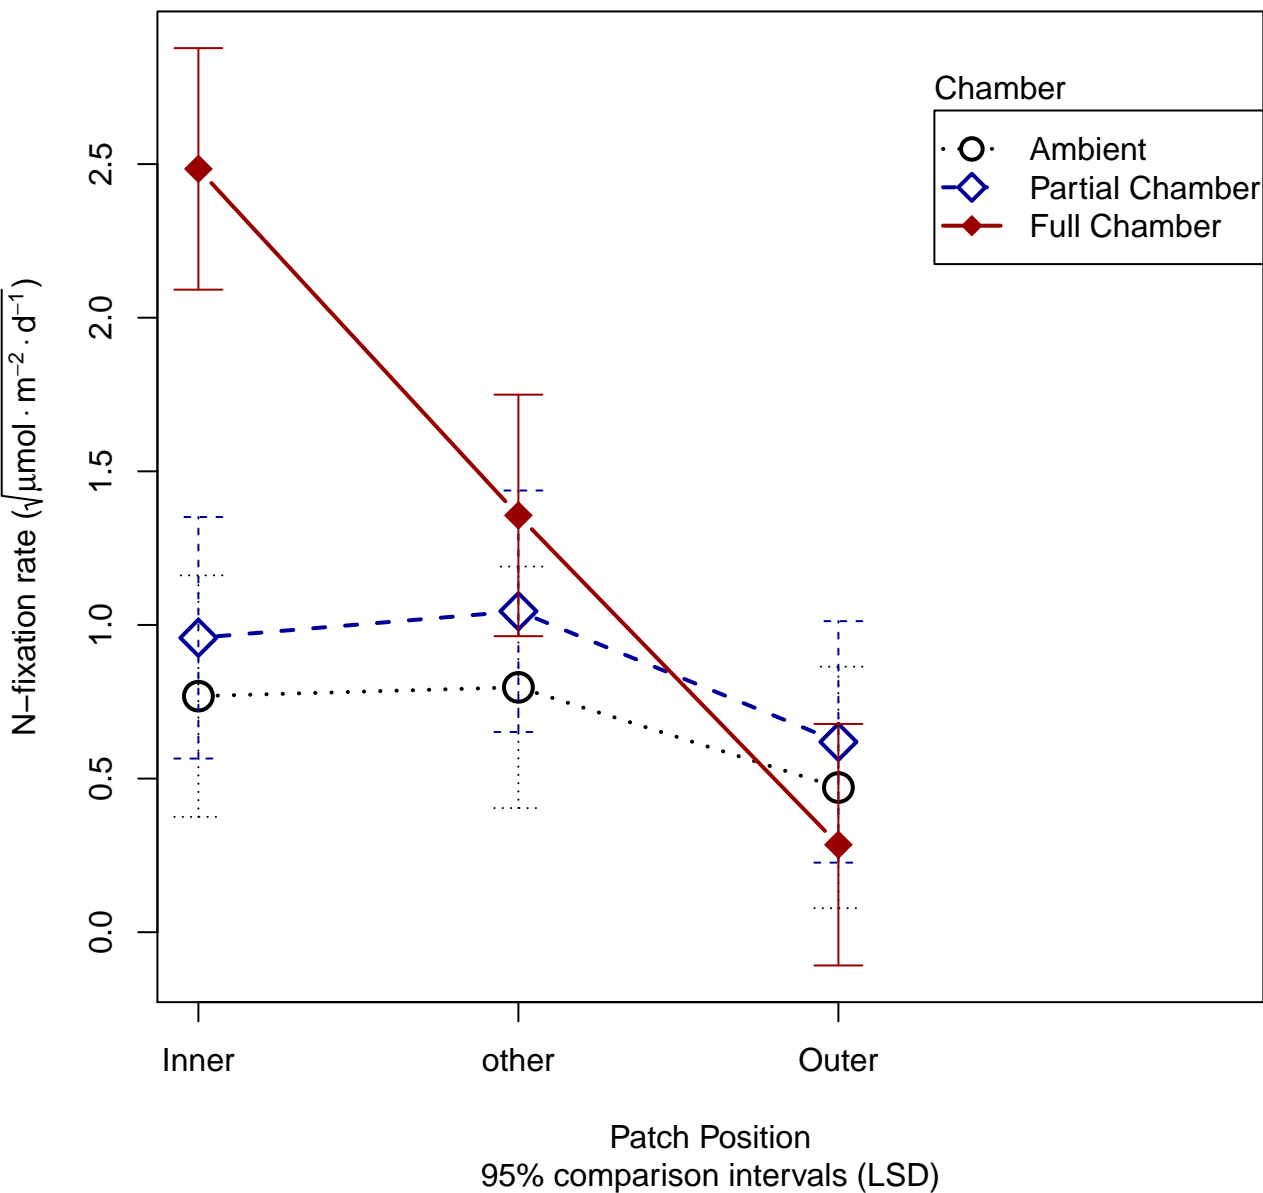 N−fixation rate (√μmol ⋅ m⁻² ⋅ d⁻¹)
2.5
2.0
1.5
1.0
0.5
0.0
Chamber
Ambient
Partial Chamber
Full Chamber
Inner other Outer
Patch Position
95% comparison intervals (LSD)